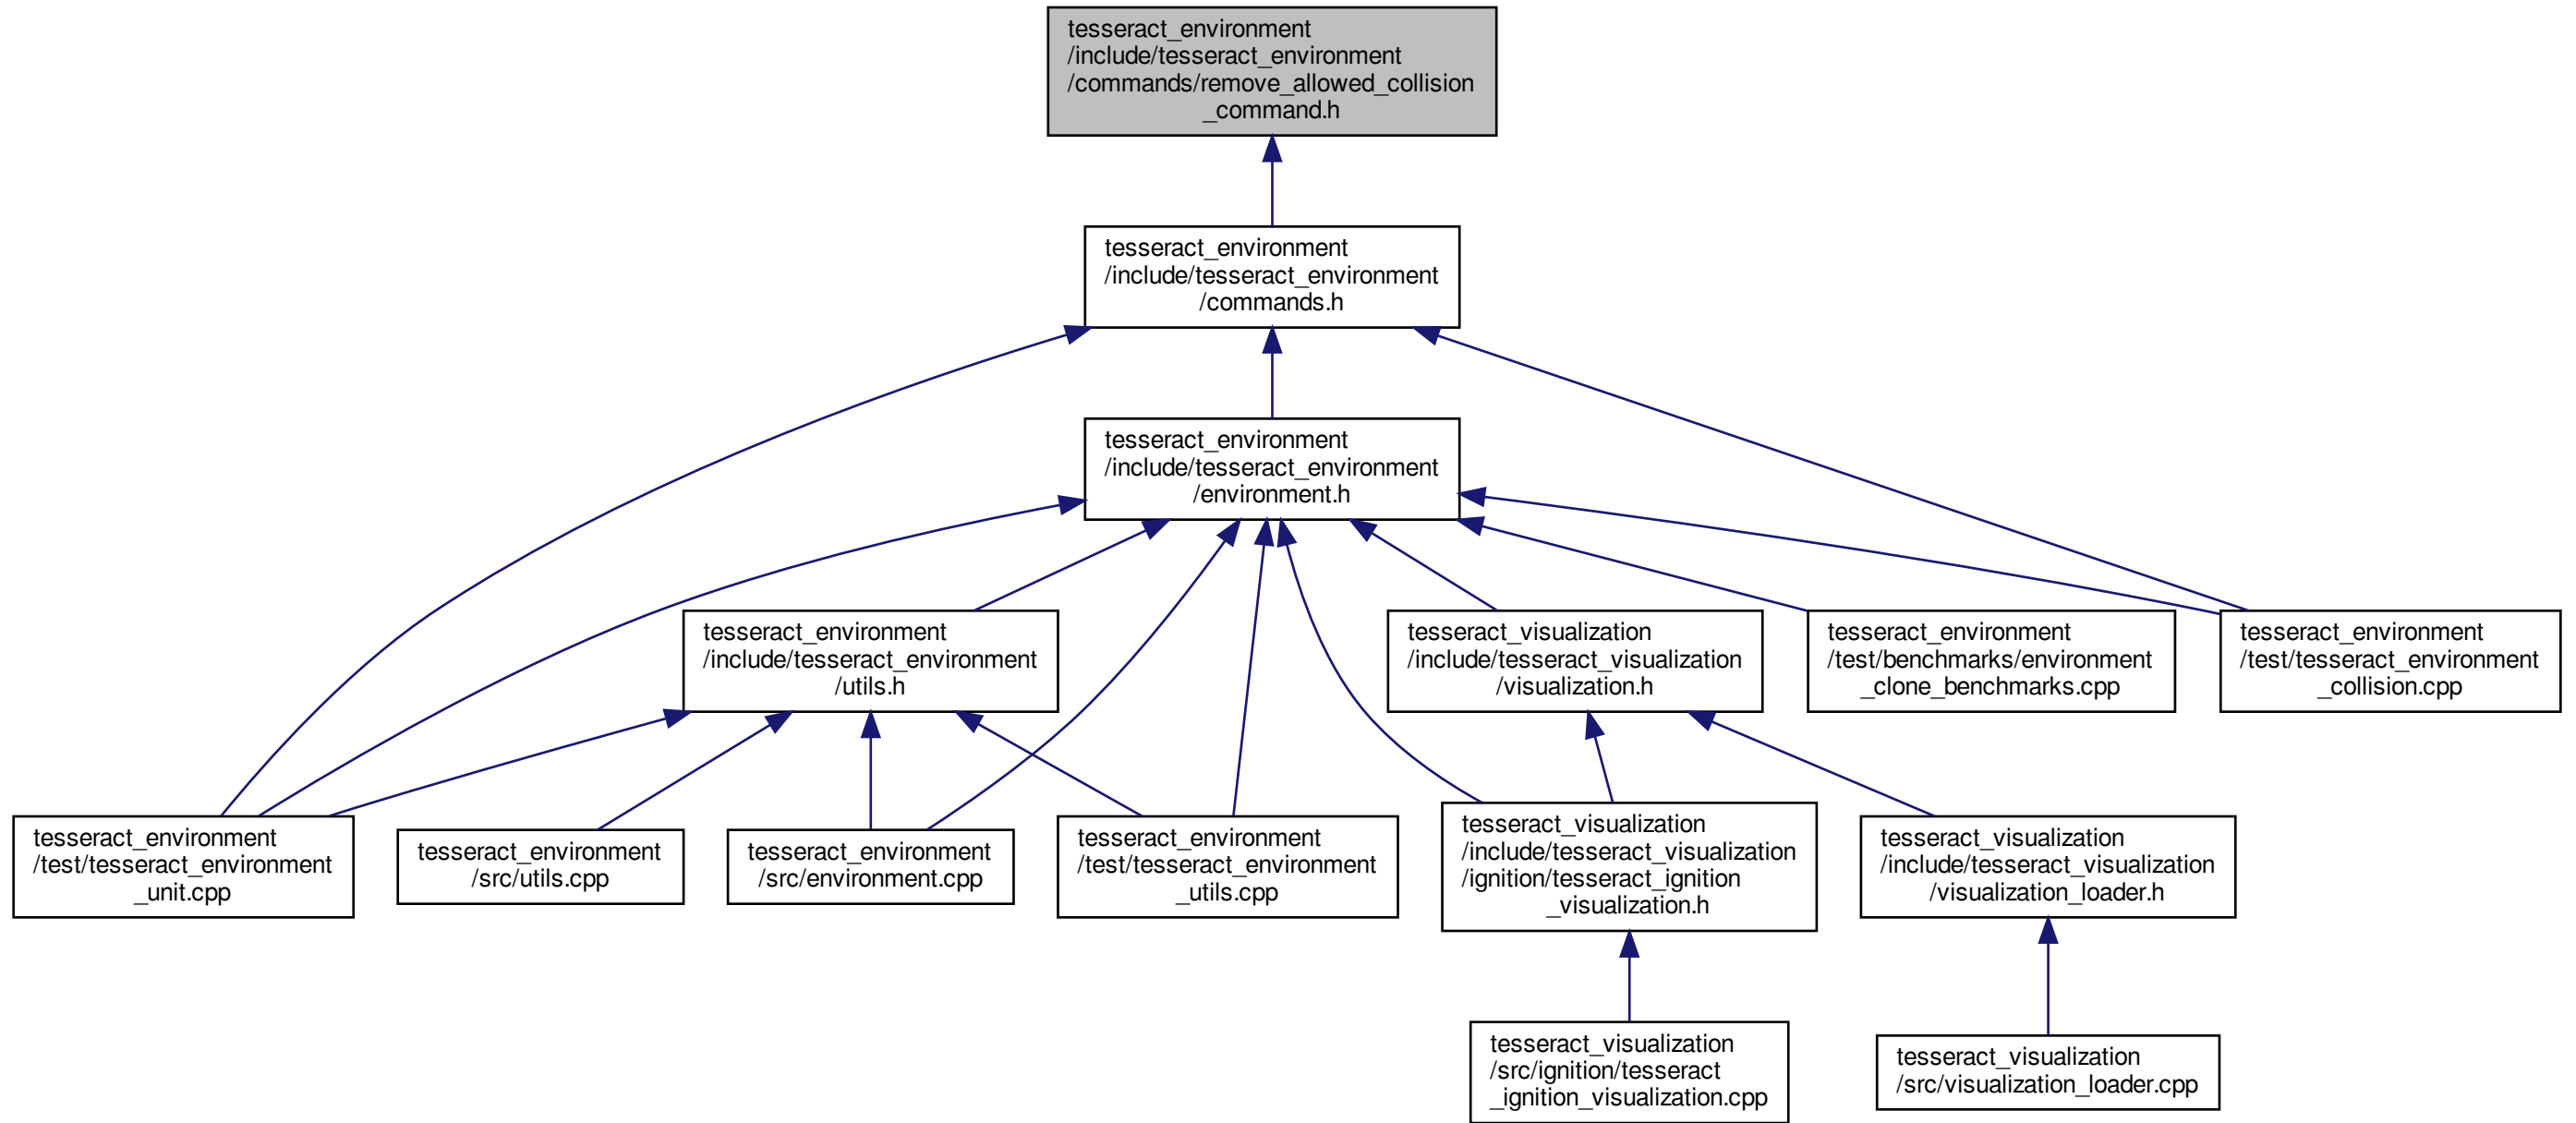 tesseract_environment
/include/tesseract_environment
/commands/remove_allowed_collision
_command.h
tesseract_environment
/include/tesseract_environment
/commands.h
tesseract_environment
/include/tesseract_environment
/environment.h
tesseract_environment
/include/tesseract_environment
/utils.h
tesseract_visualization
/include/tesseract_visualization
/visualization.h
tesseract_environment
/test/benchmarks/environment
_clone_benchmarks.cpp
tesseract_environment
/test/tesseract_environment
_collision.cpp
tesseract_environment
/test/tesseract_environment
_unit.cpp
tesseract_environment
/src/utils.cpp
tesseract_environment
/src/environment.cpp
tesseract_environment
/test/tesseract_environment
_utils.cpp
tesseract_visualization
/include/tesseract_visualization
/ignition/tesseract_ignition
_visualization.h
tesseract_visualization
/include/tesseract_visualization
/visualization_loader.h
tesseract_visualization
/src/ignition/tesseract
_ignition_visualization.cpp
tesseract_visualization
/src/visualization_loader.cpp